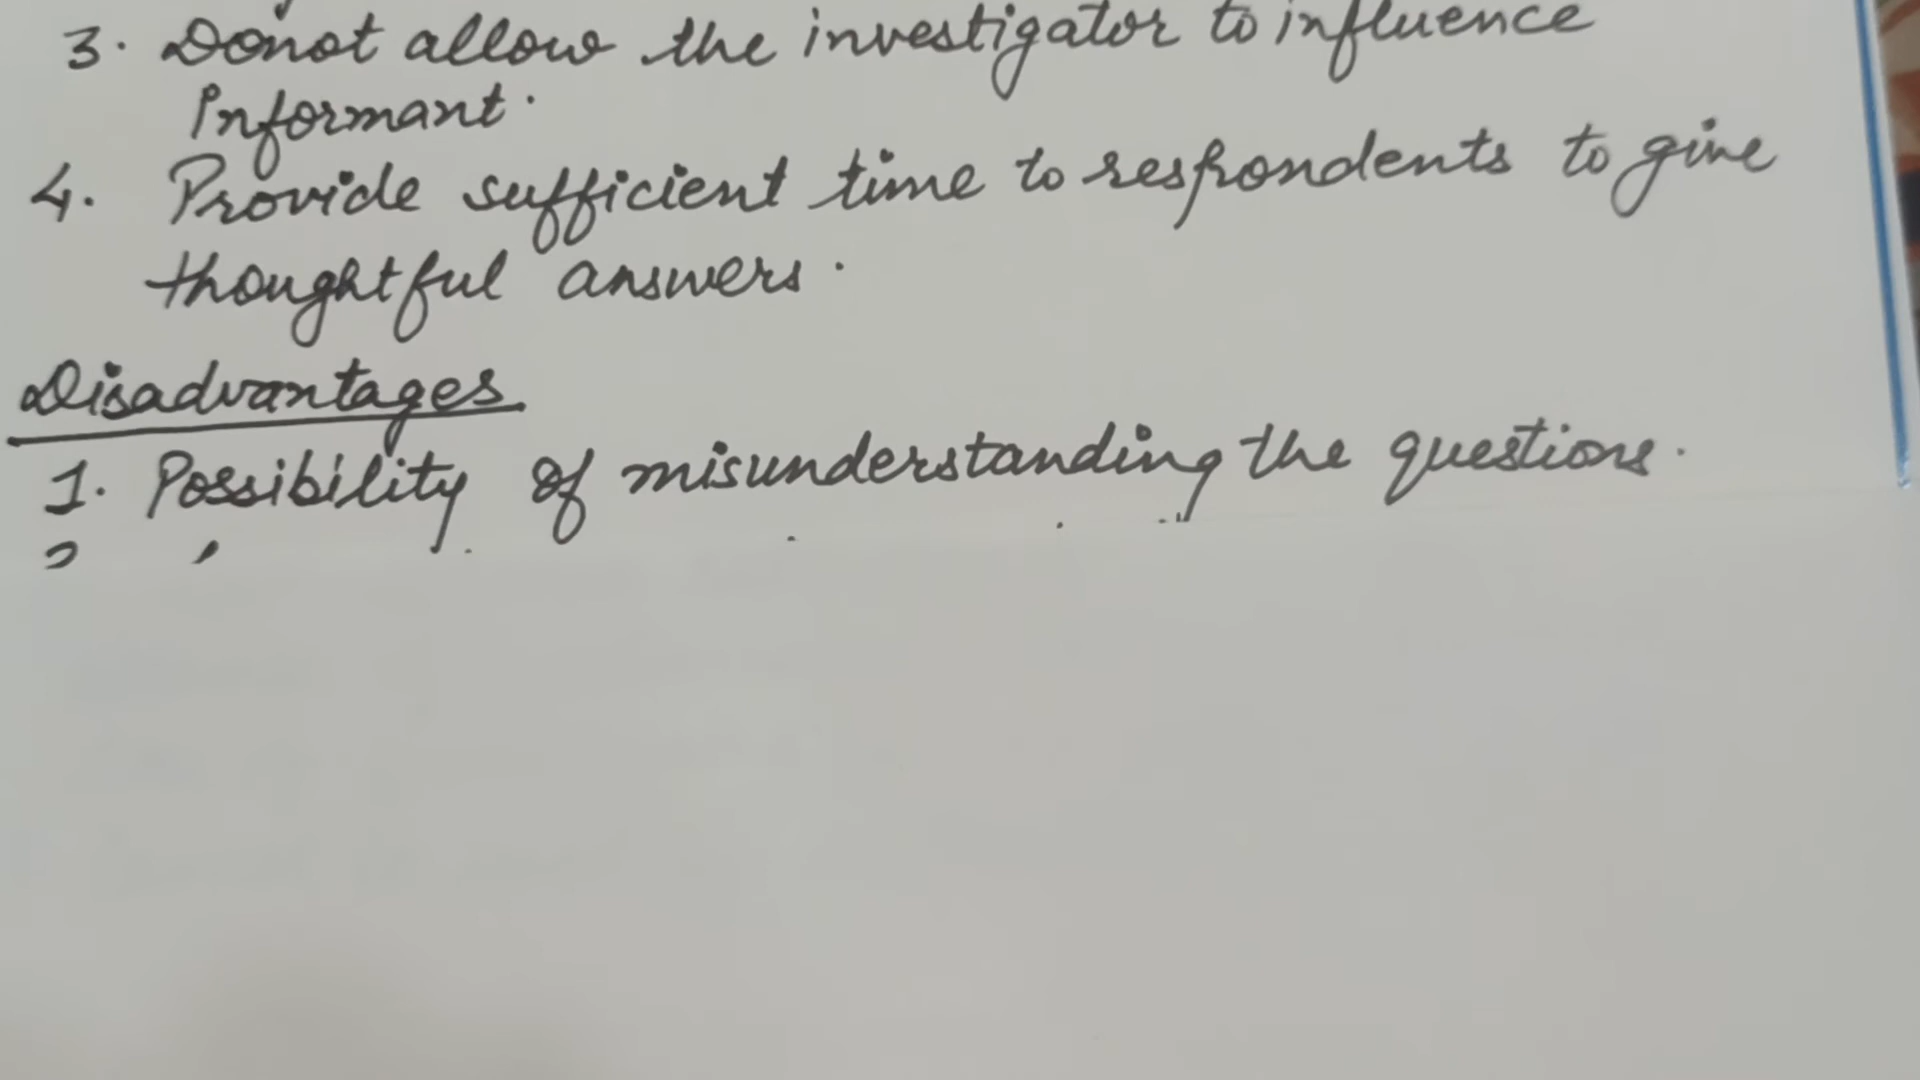 3. Donot allow the investigator to influence
Informant.
4. Provide sufficient time to respondents to give
thoughtful answers.
Disadvantages
1. Possibility of misunderstanding the questions.